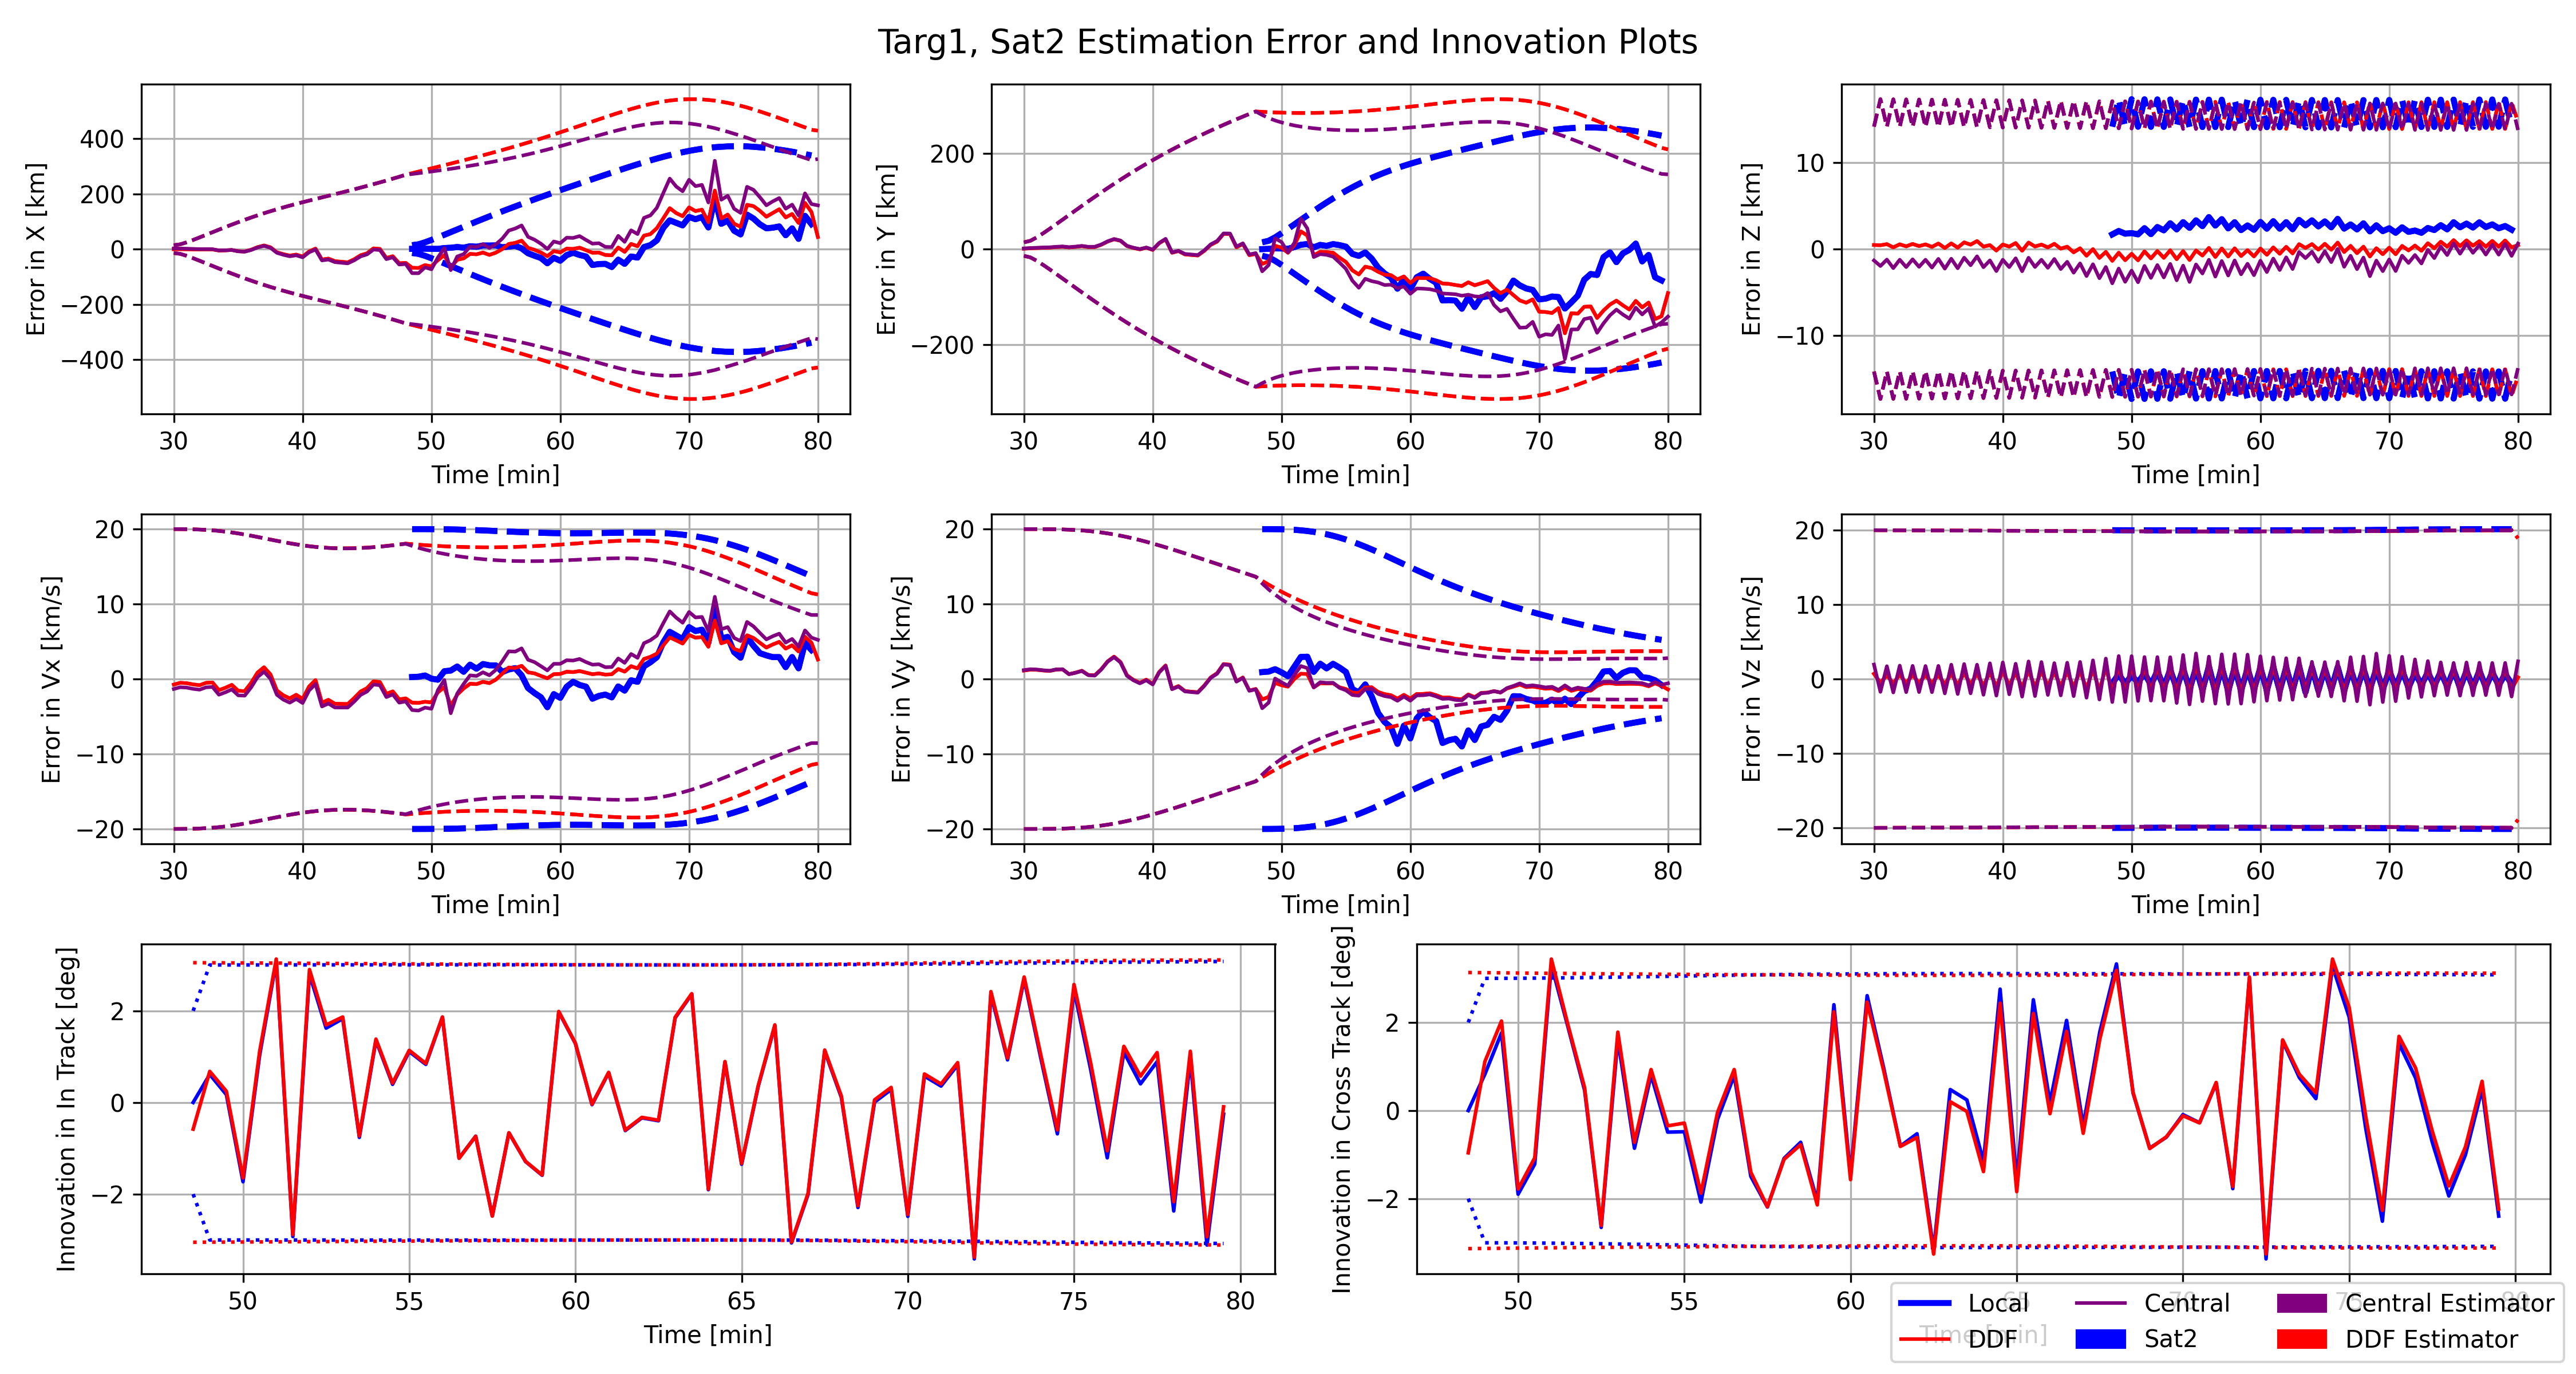 Targ1, Sat2 Estimation Error and Innovation Plots
Error in X [km]
400
200
0
−200
−400
30 40 50 60 70 80
Time [min]
Error in Y [km]
200
0
−200
30 40 50 60 70 80
Time [min]
Error in Z [km]
10
0
−10
30 40 50 60 70 80
Time [min]
Error in Vx [km/s]
20
10
0
−10
−20
30 40 50 60 70 80
Time [min]
Error in Vy [km/s]
20
10
0
−10
−20
30 40 50 60 70 80
Time [min]
Error in Vz [km/s]
20
10
0
−10
−20
30 40 50 60 70 80
Time [min]
Innovation in In Track [deg]
2
0
−2
50 55 60 65 70 75 80
Time [min]
Innovation in Cross Track [deg]
2
0
−2
50 55 60 65 70 75 80
Time [min]
Local Central Central Estimator
DDF Sat2 DDF Estimator